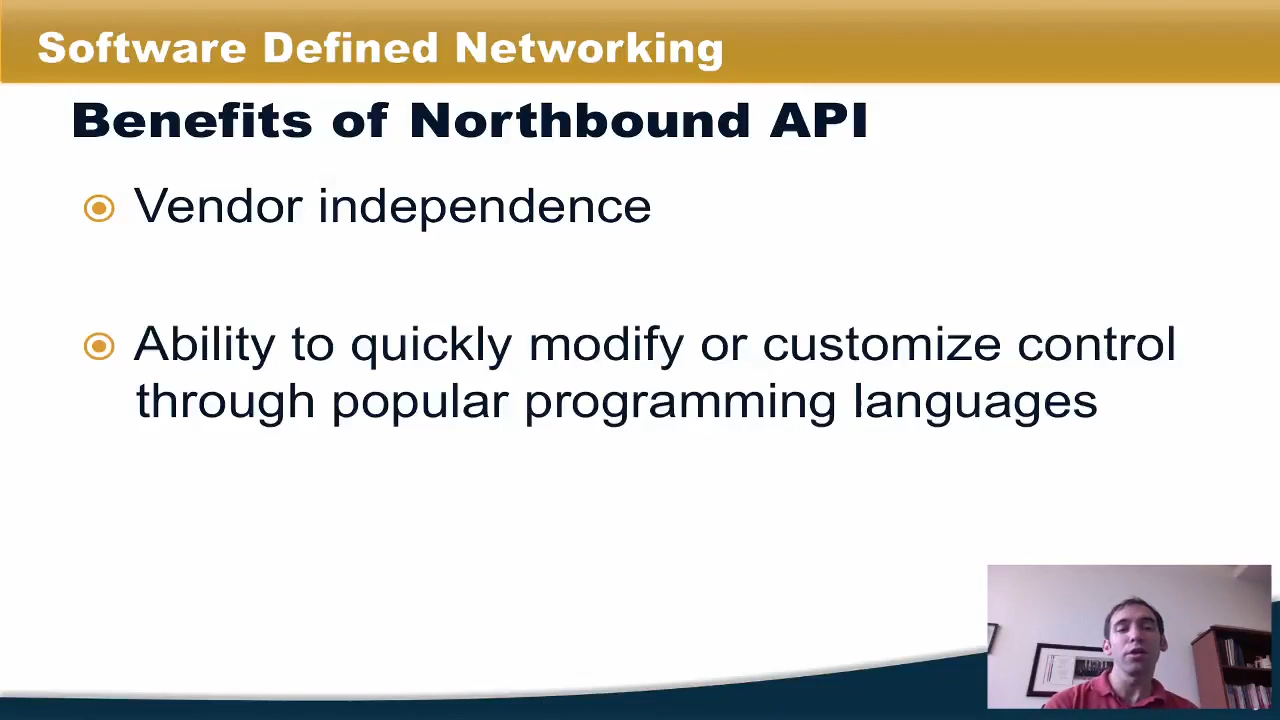 Software Defined Networking
Benefits of Northbound API
Vendor independence
Ability to quickly modify or customize control
through popular programming languages